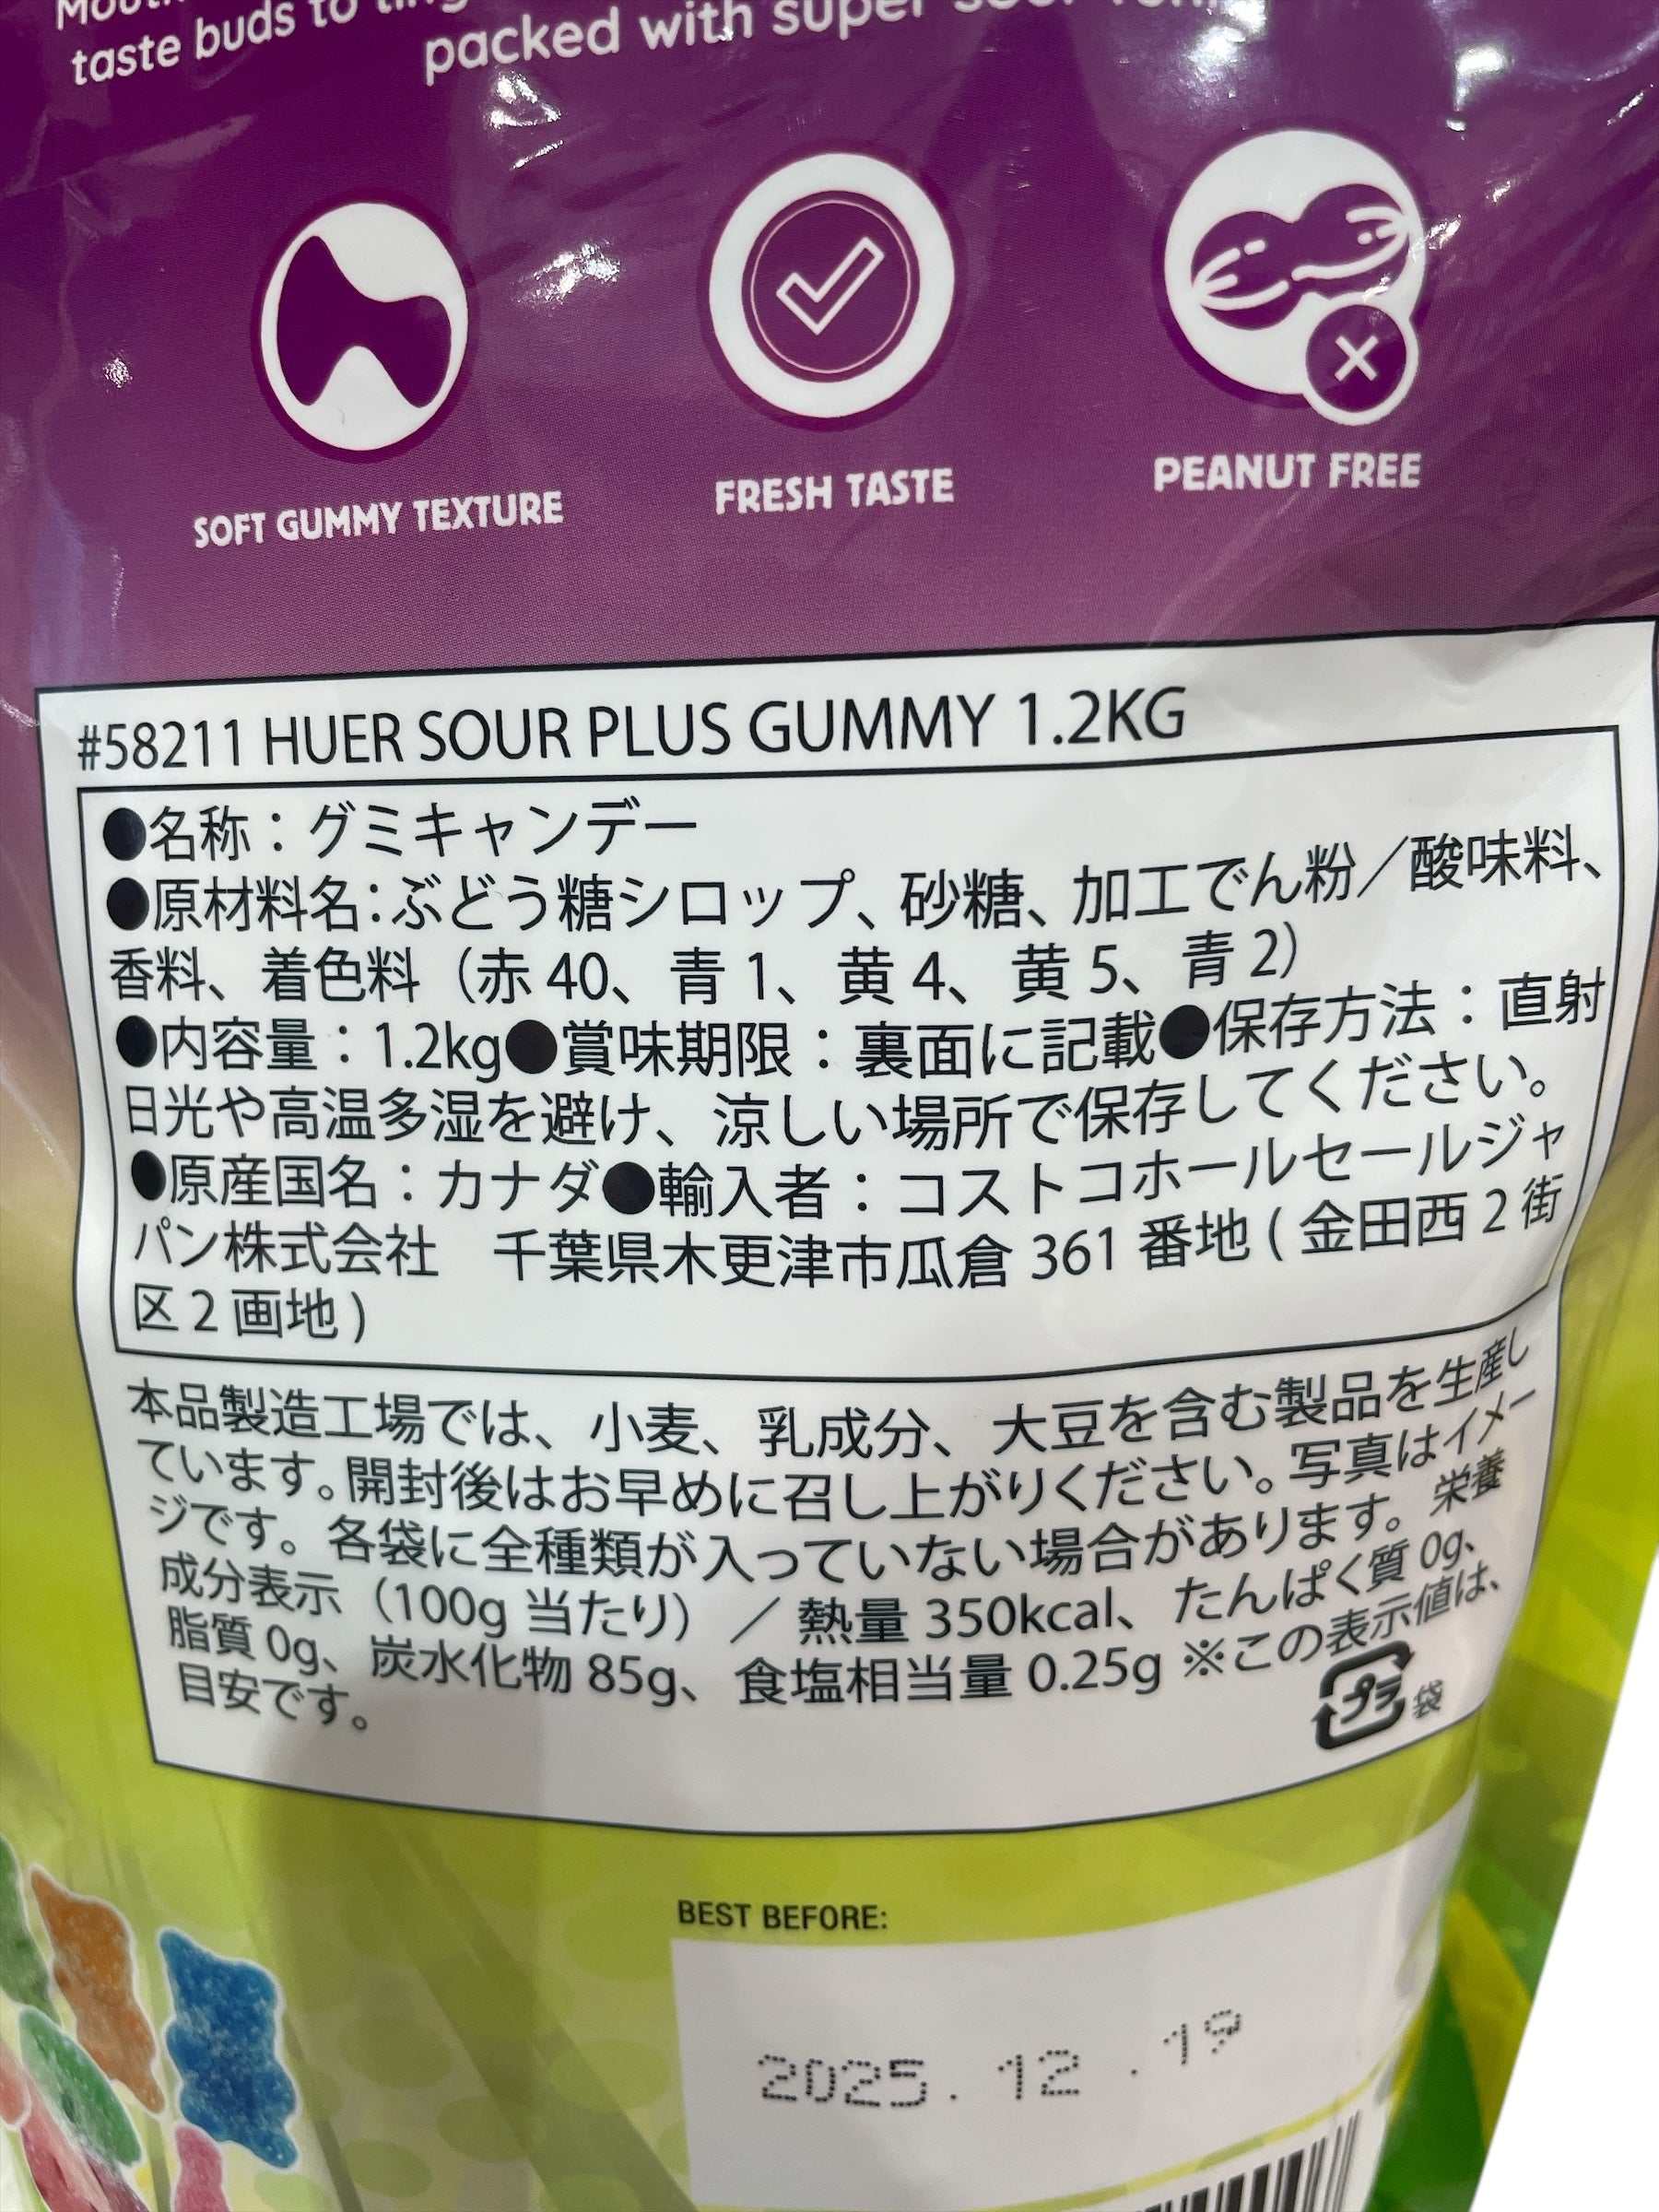 taste buds to
packed with super
SOFT GUMMY TEXTURE
FRESH TASTE
PEANUT FREE
#58211 HUER SOUR PLUS GUMMY 1.2KG
●名称：グミキャンデー
●原材料名：ぶどう糖シロップ、砂糖、加工でん粉／酸味料、
香料、着色料（赤 40、青 1、黄 4、黄 5、青 2）
●内容量：1.2kg●賞味期限：裏面に記載●保存方法：直射
日光や高温多湿を避け、涼しい場所で保存してください。
●原産国名：カナダ●輸入者：コストコホールセールジャ
パン株式会社　千葉県木更津市瓜倉 361 番地 ( 金田西 2 街
区 2 画地 )
本品製造工場では、小麦、乳成分、大豆を含む製品を生産し
ています。開封後はお早めに召し上がりください。写真はイメー
ジです。各袋に全種類が入っていない場合があります。栄養
成分表示（100g 当たり）／熱量 350kcal、たんぱく質 0g、
脂質 0g、炭水化物 85g、食塩相当量 0.25g ※この表示値は、
目安です。
プラ 袋
BEST BEFORE:
2025. 12 .19